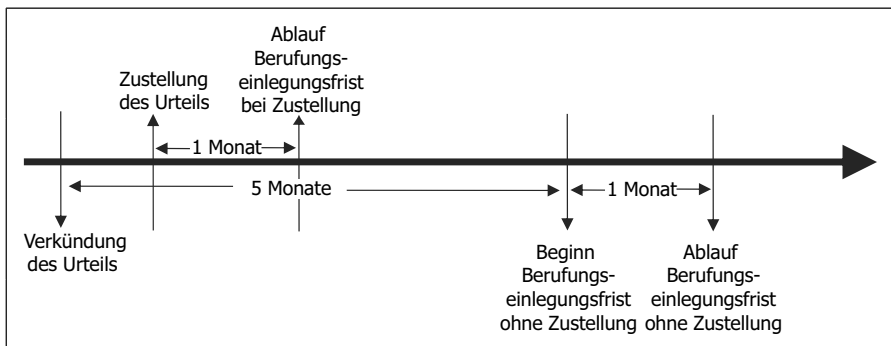 Ablauf
Berufungs-
einlegungsfrist
bei Zustellung
Zustellung
des Urteils
1 Monat
5 Monate
1 Monat
Verkündung
des Urteils
Beginn
Berufungs-
einlegungsfrist
ohne Zustellung
Ablauf
Berufungs-
einlegungsfrist
ohne Zustellung